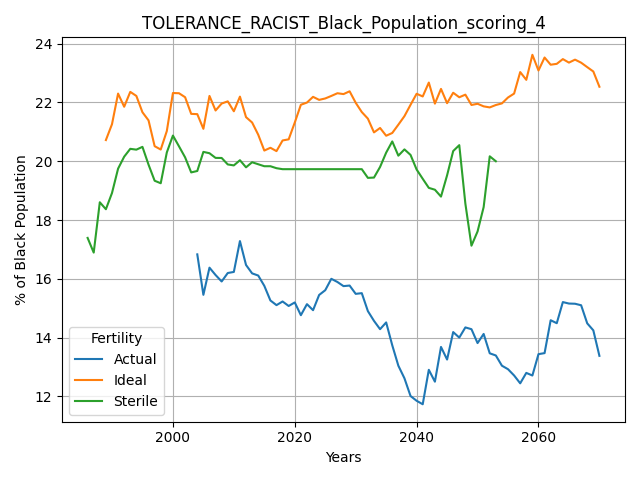 TOLERANCE_RACIST_Black_Population_scoring_4
% of Black Population
24
22
20
18
16
14
12
Fertility
Actual
Ideal
Sterile
2000 2020 2040 2060
Years